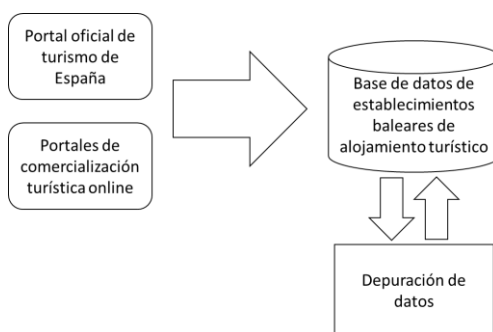 Portal oficial de
turismo de
España
Portales de
comercialización
turística online
Base de datos de
establecimientos
baleares de
alojamiento turístico
Depuración de
datos